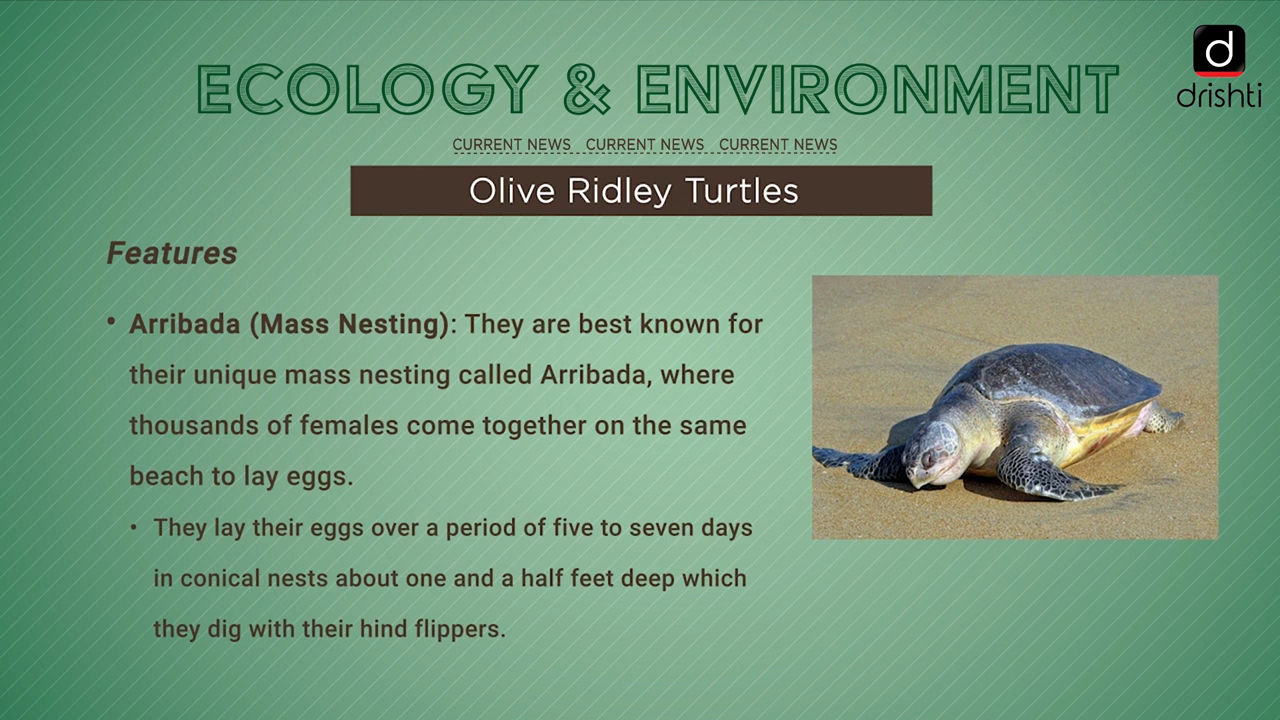 d
drishti
ECOLOGY & ENVIRONMENT
CURRENT NEWS CURRENT NEWS CURRENT NEWS
Olive Ridley Turtles
Features
• Arribada (Mass Nesting): They are best known for
their unique mass nesting called Arribada, where
thousands of females come together on the same
beach to lay eggs.
• They lay their eggs over a period of five to seven days
in conical nests about one and a half feet deep which
they dig with their hind flippers.